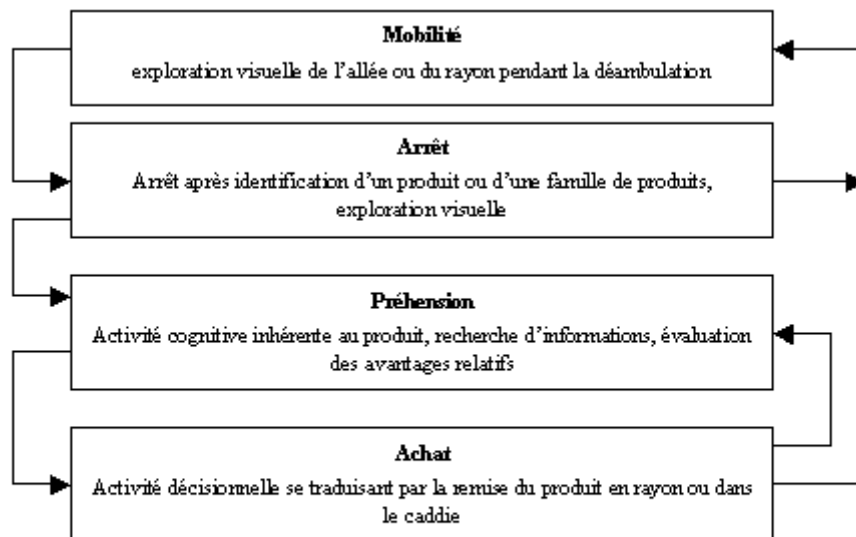 Mobilité
exploration visuelle de l'allée ou du rayon pendant la déambulation
Arrêt
Arrêt après identification d'un produit ou d'une famille de produits,
exploration visuelle
Préhension
Activité cognitive inhérente au produit, recherche d'informations, évaluation
des avantages relatifs
Achat
Activité décisionnelle se traduisant par la remise du produit en rayon ou dans
le caddie